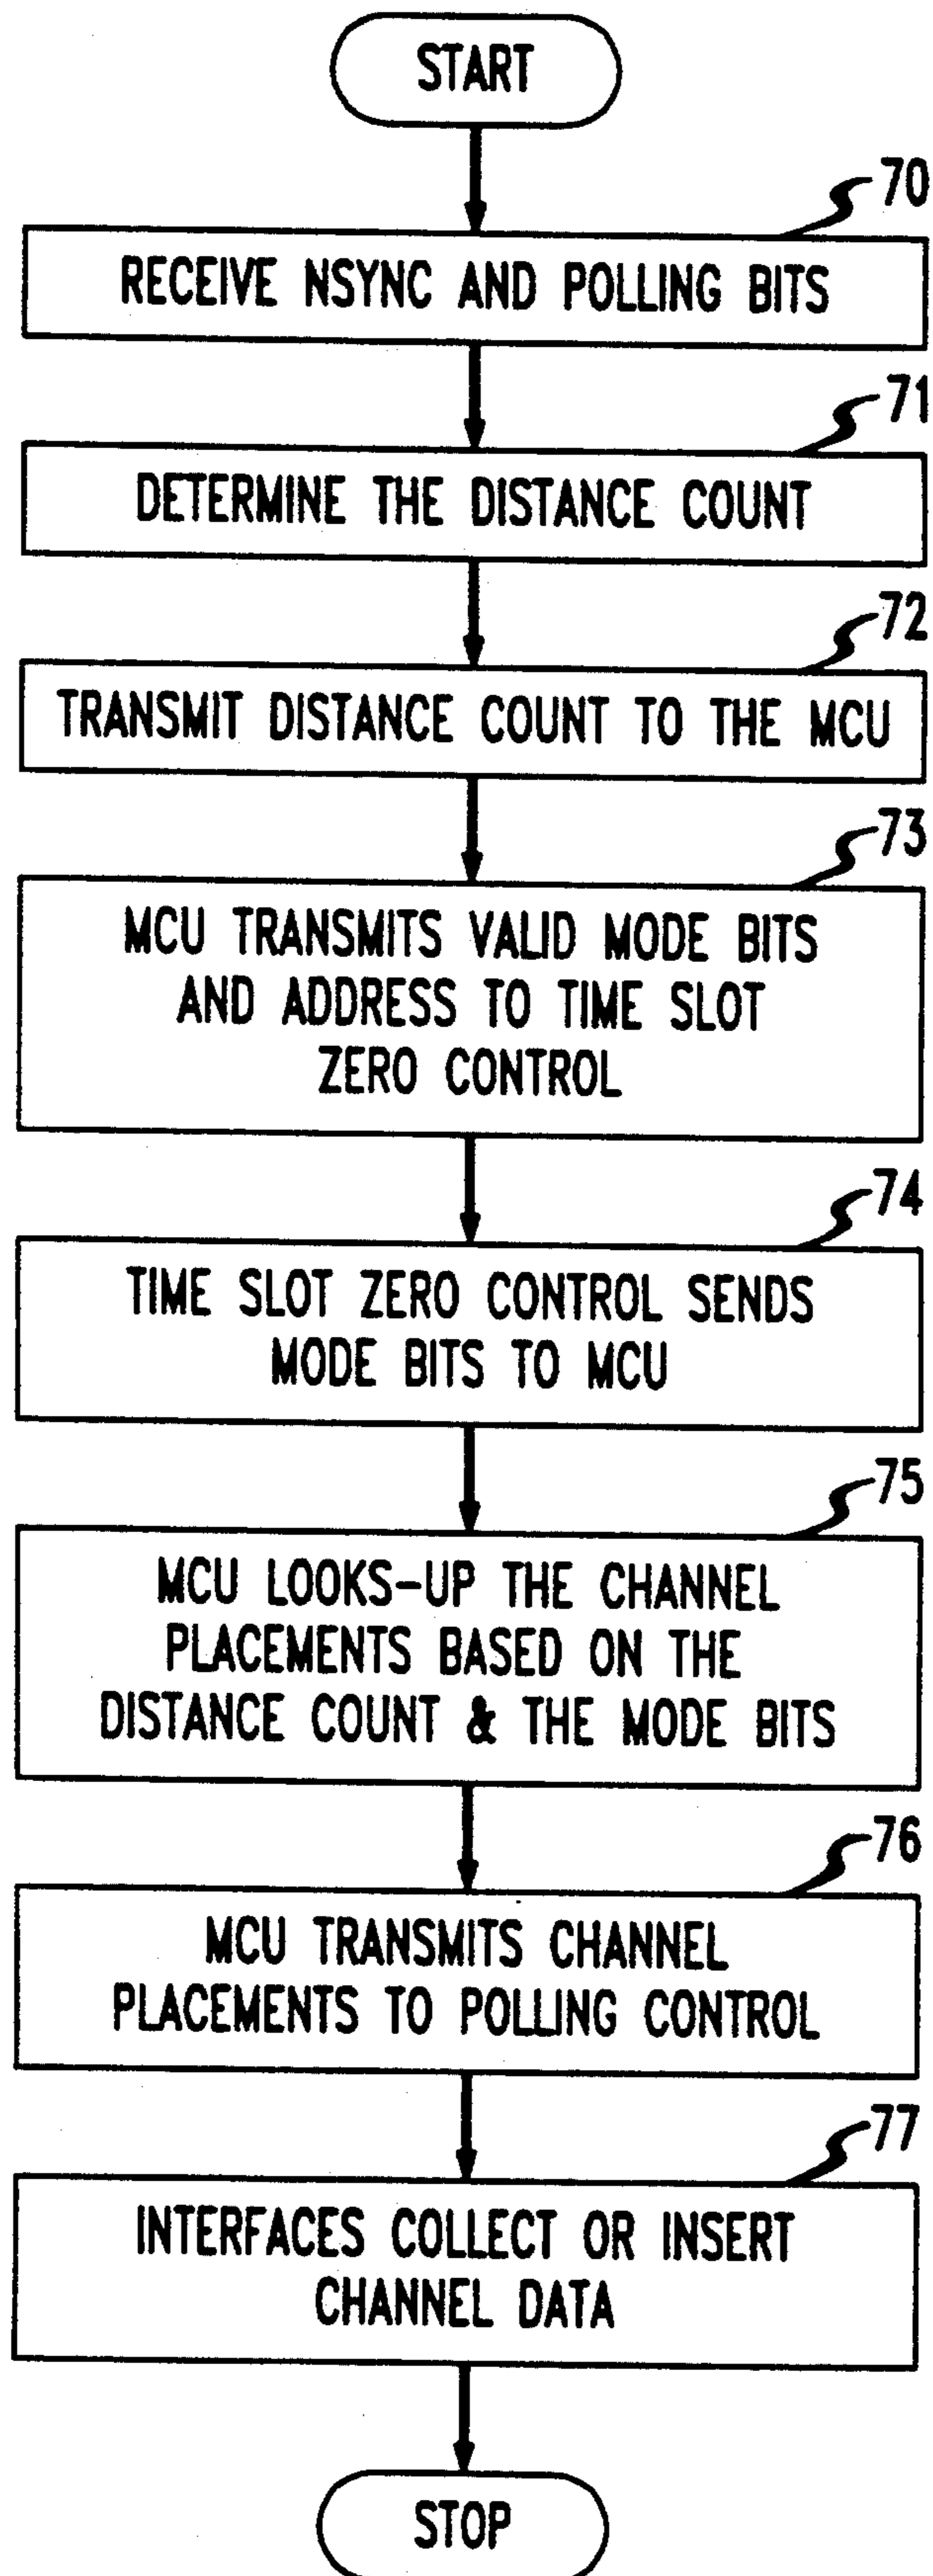 START
70
RECEIVE NSYNC AND POLLING BITS
71
DETERMINE THE DISTANCE COUNT
72
TRANSMIT DISTANCE COUNT TO THE MCU
73
MCU TRANSMITS VALID MODE BITS
AND ADDRESS TO TIME SLOT
ZERO CONTROL
74
TIME SLOT ZERO CONTROL SENDS
MODE BITS TO MCU
75
MCU LOOKS-UP THE CHANNEL
PLACEMENTS BASED ON THE
DISTANCE COUNT & THE MODE BITS
76
MCU TRANSMITS CHANNEL
PLACEMENTS TO POLLING CONTROL
77
INTERFACES COLLECT OR INSERT
CHANNEL DATA
STOP